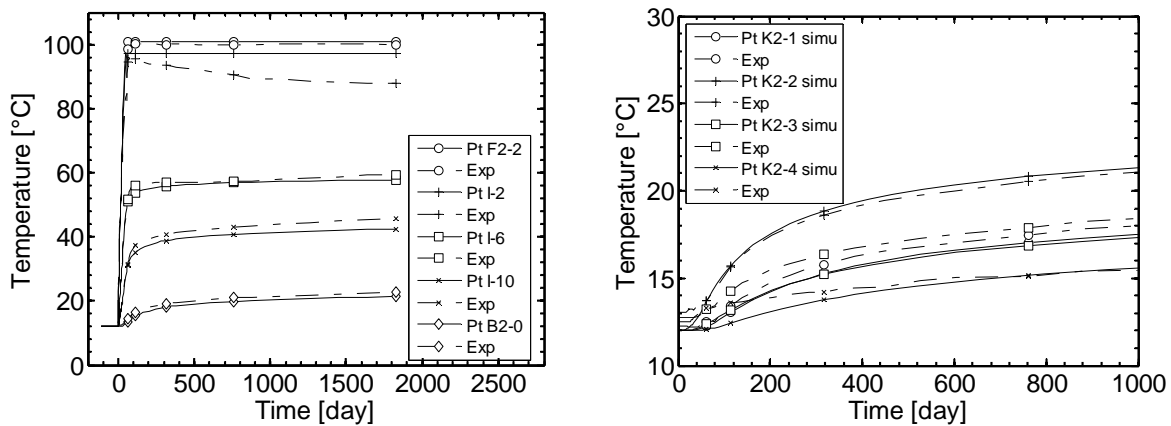 Temperature [°C]
100
80
60
40
20
0
0 500 1000 1500 2000 2500
Time [day]
Pt F2-2
Exp
Pt I-2
Exp
Pt I-6
Exp
Pt I-10
Exp
Pt B2-0
Exp
Temperature [°C]
30
25
20
15
10
0 200 400 600 800 1000
Time [day]
Pt K2-1 simu
Exp
Pt K2-2 simu
Exp
Pt K2-3 simu
Exp
Pt K2-4 simu
Exp